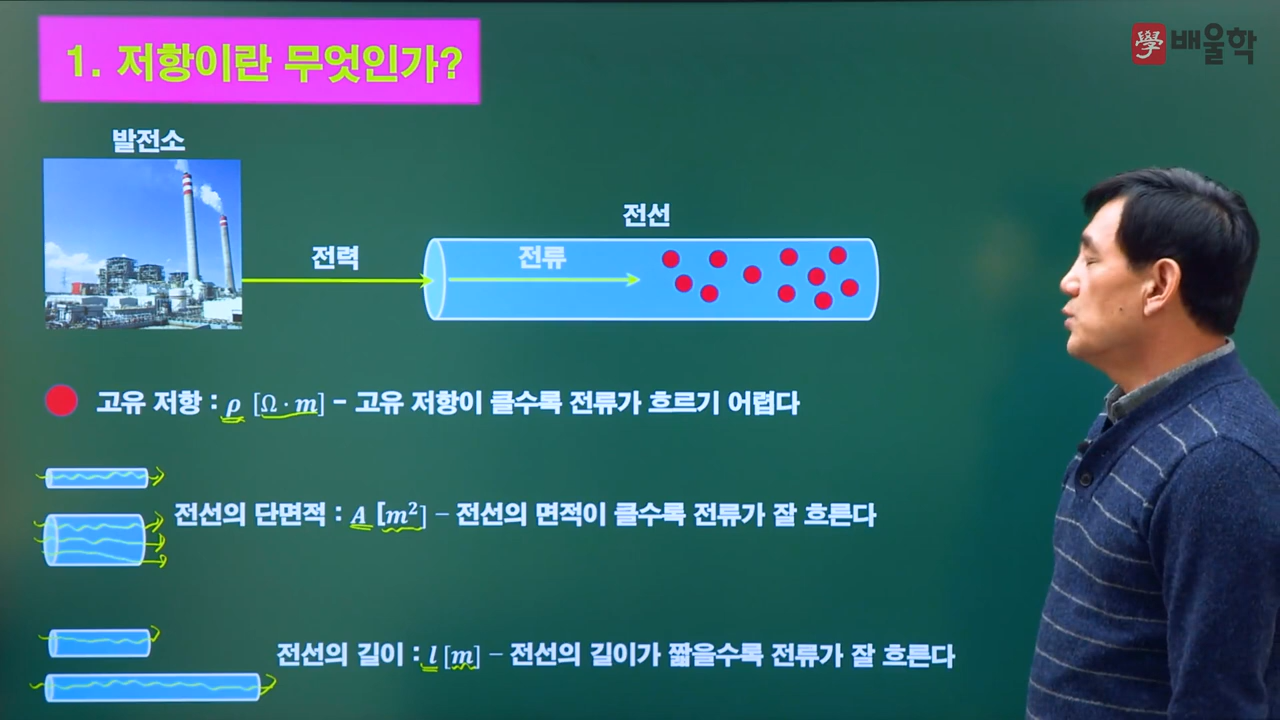 1. 저항이란 무엇인가?
學 배울학
발전소
전선
전력
전류
고유 저항 : ρ [Ω · m] - 고유 저항이 클수록 전류가 흐르기 어렵다
전선의 단면적 : A [m²] - 전선의 면적이 클수록 전류가 잘 흐른다
전선의 길이 : l [m] - 전선의 길이가 짧을수록 전류가 잘 흐른다